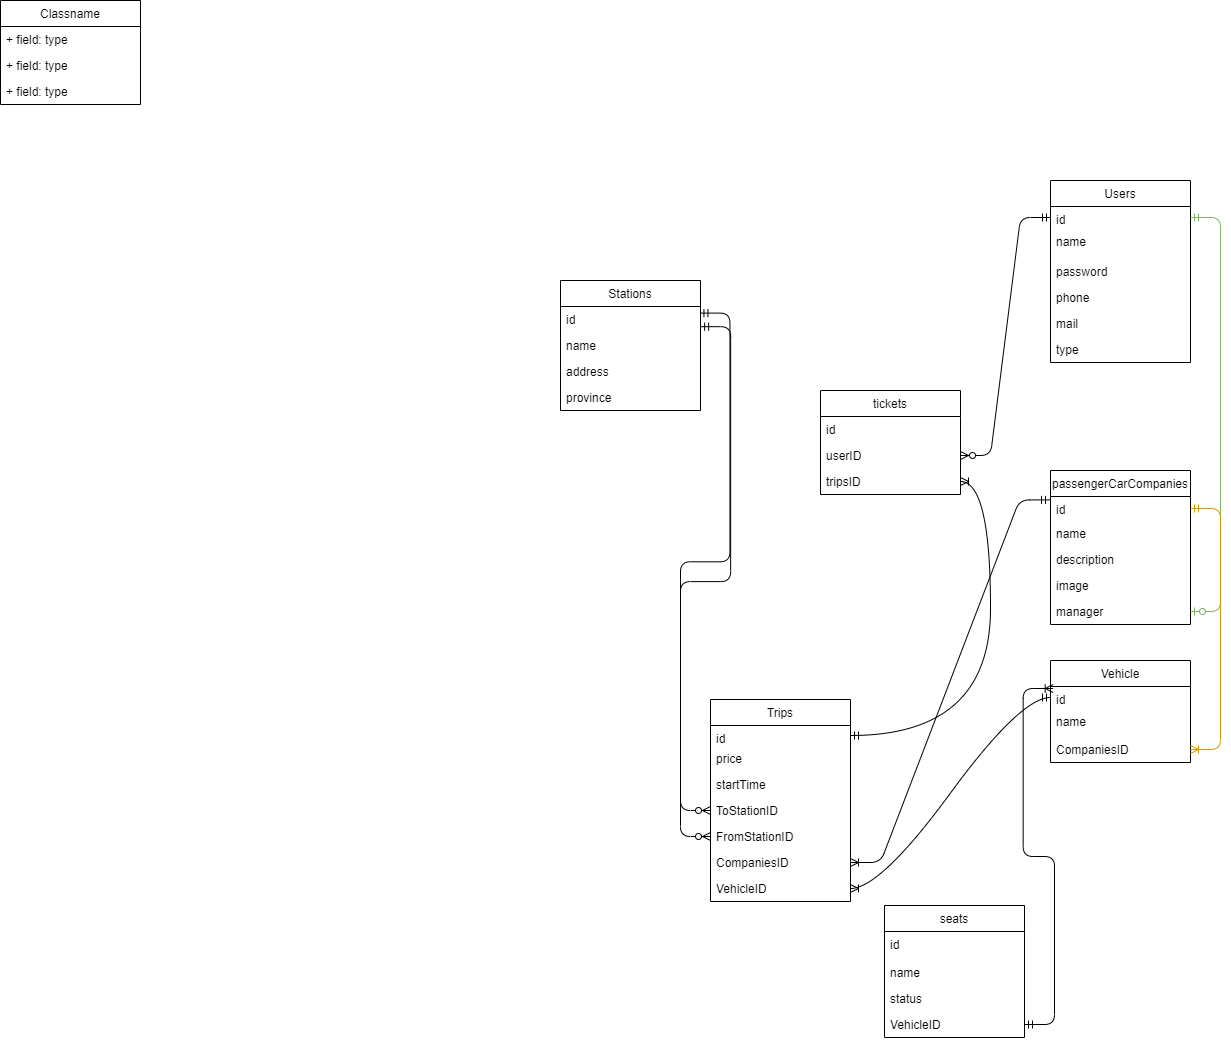 Classname
+ field: type
+ field: type
+ field: type
Users
id
name
password
phone
mail
type
Stations
id
name
address
province
tickets
id
userID
tripsID
passengerCarCompanies
id
name
description
image
manager
Vehicle
id
name
CompaniesID
Trips
id
price
startTime
ToStationID
FromStationID
CompaniesID
VehicleID
seats
id
name
status
VehicleID